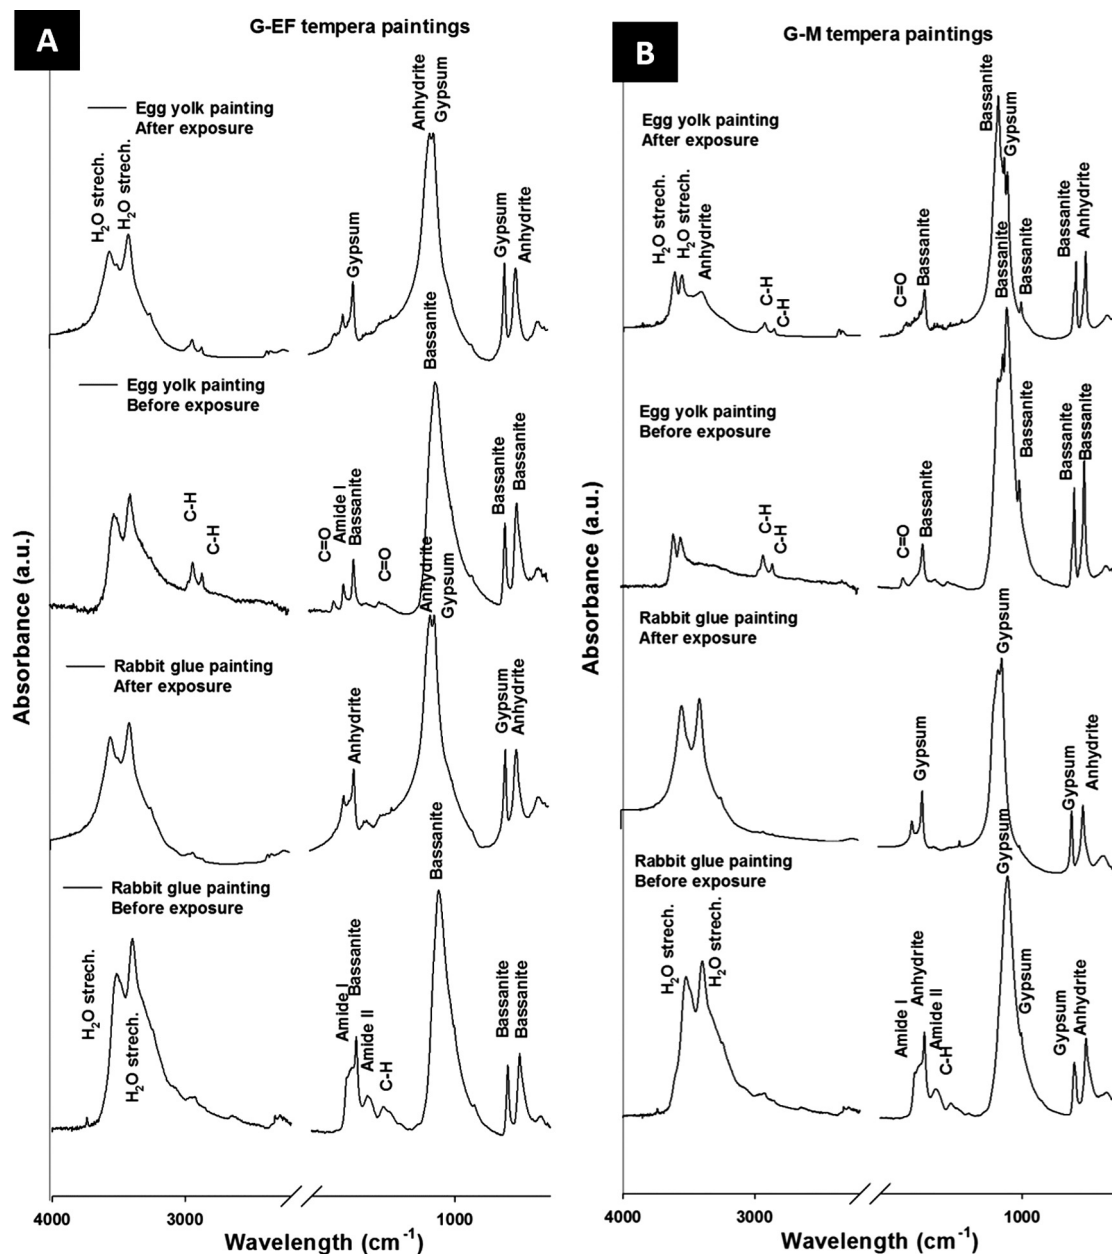 A
G-EF tempera paintings
Egg yolk painting
After exposure
H2O strech.
H2O strech.
Gypsum
Anhydrite
Gypsum
Gypsum
Anhydrite
Egg yolk painting
Before exposure
C-H
C-H
C=O
Amide I
Bassanite
C=O
Bassanite
Bassanite
Bassanite
Rabbit glue painting
After exposure
Anhydrite
Anhydrite
Gypsum
Gypsum
Anhydrite
Rabbit glue painting
Before exposure
H2O strech.
H2O strech.
Amide I
Bassanite
Amide II
C-H
Bassanite
Bassanite
Bassanite
Absorbance (a.u.)
4000
3000
1000
Wavelength (cm-1)
B
G-M tempera paintings
Egg yolk painting
After exposure
H2O strech.
H2O strech.
Anhydrite
C-H
C-H
C=O
Bassanite
Bassanite
Gypsum
Bassanite
Bassanite
Anhydrite
Egg yolk painting
Before exposure
C-H
C-H
C=O
Bassanite
Bassanite
Bassanite
Bassanite
Bassanite
Rabbit glue painting
After exposure
Gypsum
Gypsum
Gypsum
Anhydrite
Rabbit glue painting
Before exposure
H2O strech.
H2O strech.
Amide I
Anhydrite
Amide II
C-H
Gypsum
Gypsum
Gypsum
Anhydrite
Absorbance (a.u.)
4000
3000
1000
Wavelength (cm-1)